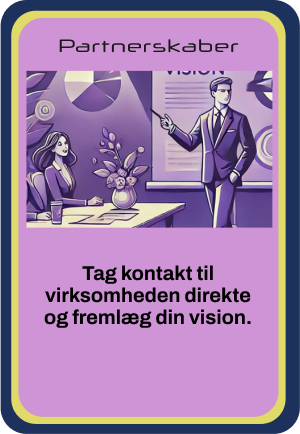 Partnerskaber
VISION
Tag kontakt til
virksomheden direkte
og fremlæg din vision.